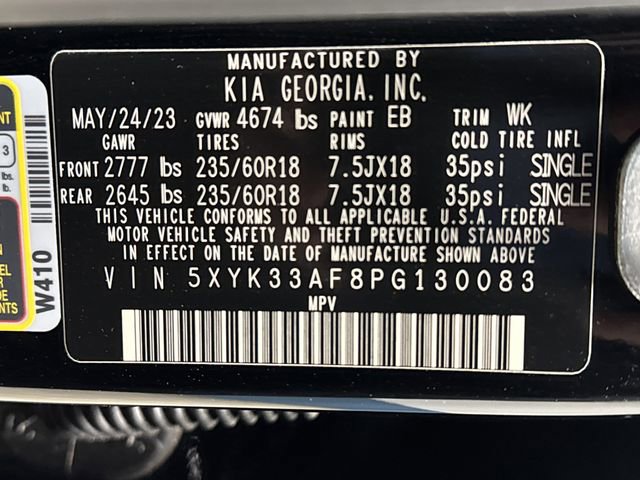 MANUFACTURED BY
KIA GEORGIA. INC.
MAY/24/23 GVWR 4674 lbs PAINT EB TRIM WK
GAWR TIRES RIMS COLD TIRE INFL
FRONT 2777 lbs 235/60R18 7.5JX18 35psi SINGLE
REAR 2645 lbs 235/60R18 7.5JX18 35psi SINGLE
THIS VEHICLE CONFORMS TO ALL APPLICABLE U.S.A. FEDERAL
MOTOR VEHICLE SAFETY AND THEFT PREVENTION STANDARDS
IN EFFECT ON THE DATE OF MANUFACTURE SHOWN ABOVE
VIN 5XYK33AF8PG130083
MPV
W410
3
lbs.
lb.